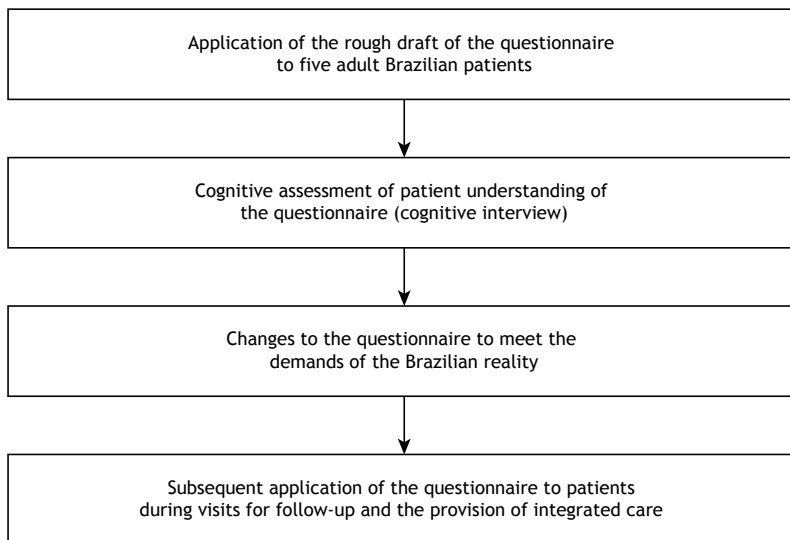 Application of the rough draft of the questionnaire
to five adult Brazilian patients
Cognitive assessment of patient understanding of
the questionnaire (cognitive interview)
Changes to the questionnaire to meet the
demands of the Brazilian reality
Subsequent application of the questionnaire to patients
during visits for follow-up and the provision of integrated care